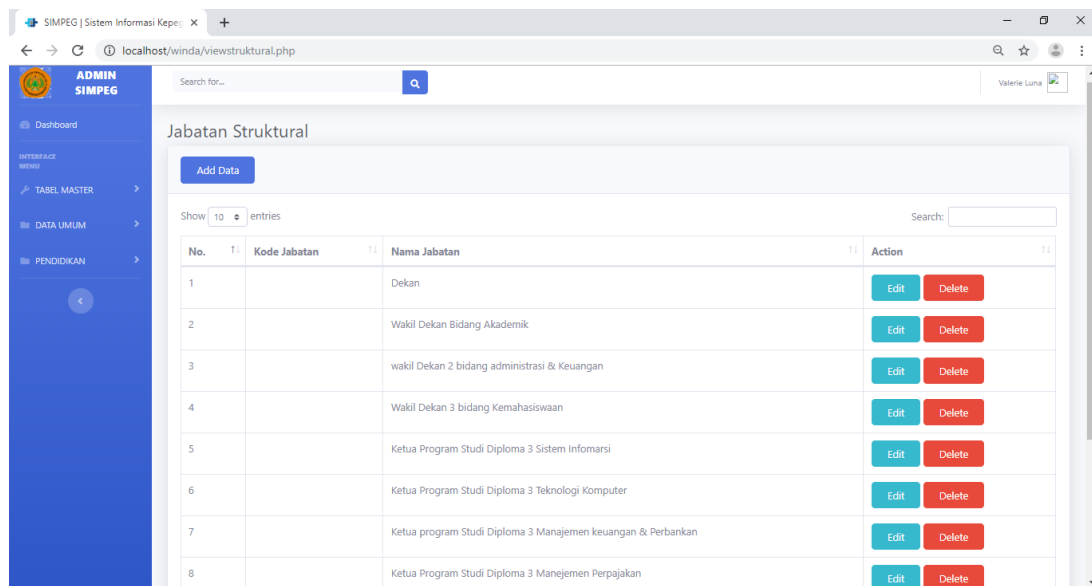 SIMPEG | Sistem Informasi Kepeg
localhost/winda/viewstruktural.php
ADMIN
SIMPEG
Search for...
Valerie Luna
Dashboard
INTERFACE
MENU
TABEL MASTER
DATA UMUM
PENDIDIKAN
Jabatan Struktural
Add Data
Show 10 entries
Search:
No. Kode Jabatan Nama Jabatan Action
1 Dekan Edit Delete
2 Wakil Dekan Bidang Akademik Edit Delete
3 wakil Dekan 2 bidang administrasi & Keuangan Edit Delete
4 Wakil Dekan 3 bidang Kemahasiswaan Edit Delete
5 Ketua Program Studi Diploma 3 Sistem Infomarsi Edit Delete
6 Ketua Program Studi Diploma 3 Teknologi Komputer Edit Delete
7 Ketua program Studi Diploma 3 Manajemen keuangan & Perbankan Edit Delete
8 Ketua Program Studi Diploma 3 Manejemen Perpajakan Edit Delete